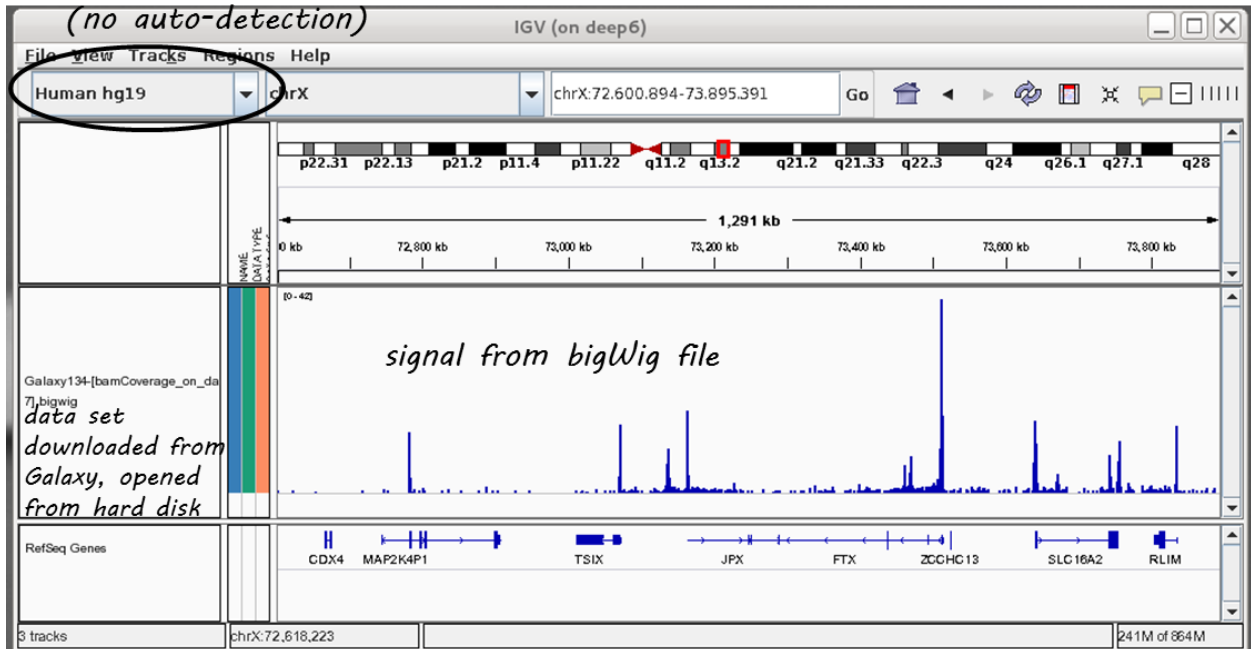 (no auto-detection)
IGV (on deep6)
File View Tracks Regions Help
Human hg19
chrX
chrX:72.600.894-73.895.391
Go
p22.31 p22.13 p21.2 p11.4 p11.22 q11.2 q13.2 q21.2 q21.33 q22.3 q24 q26.1 q27.1 q28
1,291 kb
NAME
DATA TYPE
0 kb 72,800 kb 73,000 kb 73,200 kb 73,400 kb 73,600 kb 73,800 kb
[0 - 42]
signal from bigWig file
Galaxy134-[bamCoverage_on_da
7].bigwig
data set
downloaded from
Galaxy, opened
from hard disk
RefSeq Genes
CDX4 MAP2K4P1 TSIX JPX FTX ZCCHC13 SLC16A2 RLIM
3 tracks
chrX:72,618,223
241M of 864M